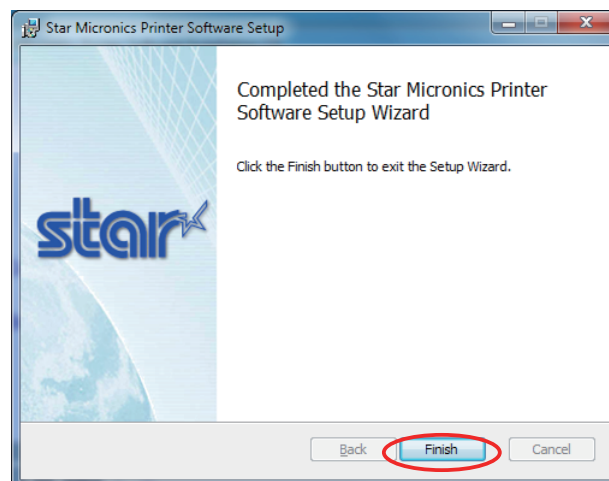 Star Micronics Printer Software Setup
Completed the Star Micronics Printer
Software Setup Wizard
Click the Finish button to exit the Setup Wizard.
star
Back Finish Cancel